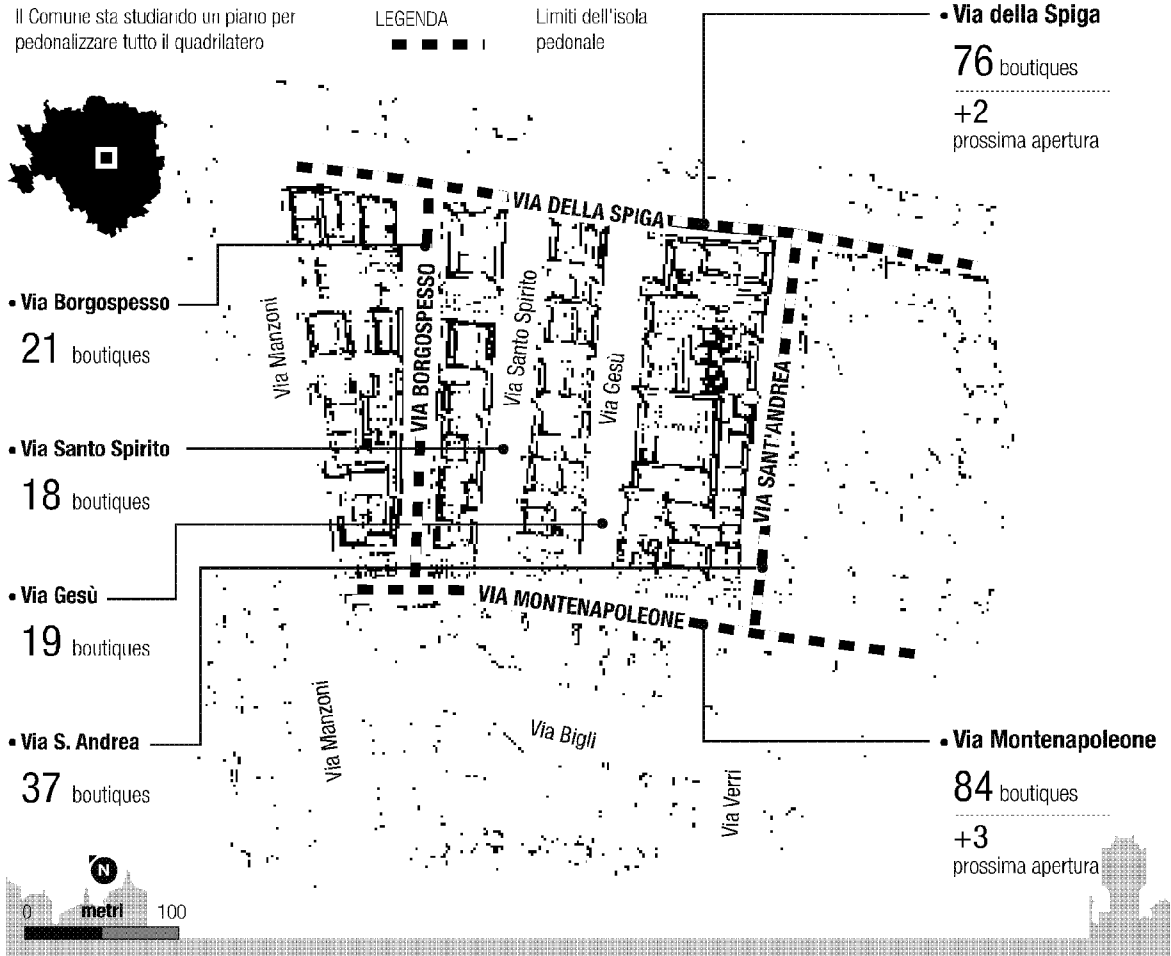 Il Comune sta studiando un piano per
pedonalizzare tutto il quadrilatero
LEGENDA
Limiti dell'isola
pedonale
• Via della Spiga
76 boutiques
+2
prossima apertura
VIA DELLA SPIGA
• Via Borgospesso
21 boutiques
Via Manzoni
VIA BORGOSPESSO
Via Santo Spirito
Via Gesù
VIA SANT'ANDREA
• Via Santo Spirito
18 boutiques
• Via Gesù
19 boutiques
VIA MONTENAPOLEONE
• Via S. Andrea
37 boutiques
Via Manzoni
Via Bigli
Via Verri
• Via Montenapoleone
84 boutiques
+3
prossima apertura
N
0 metri 100